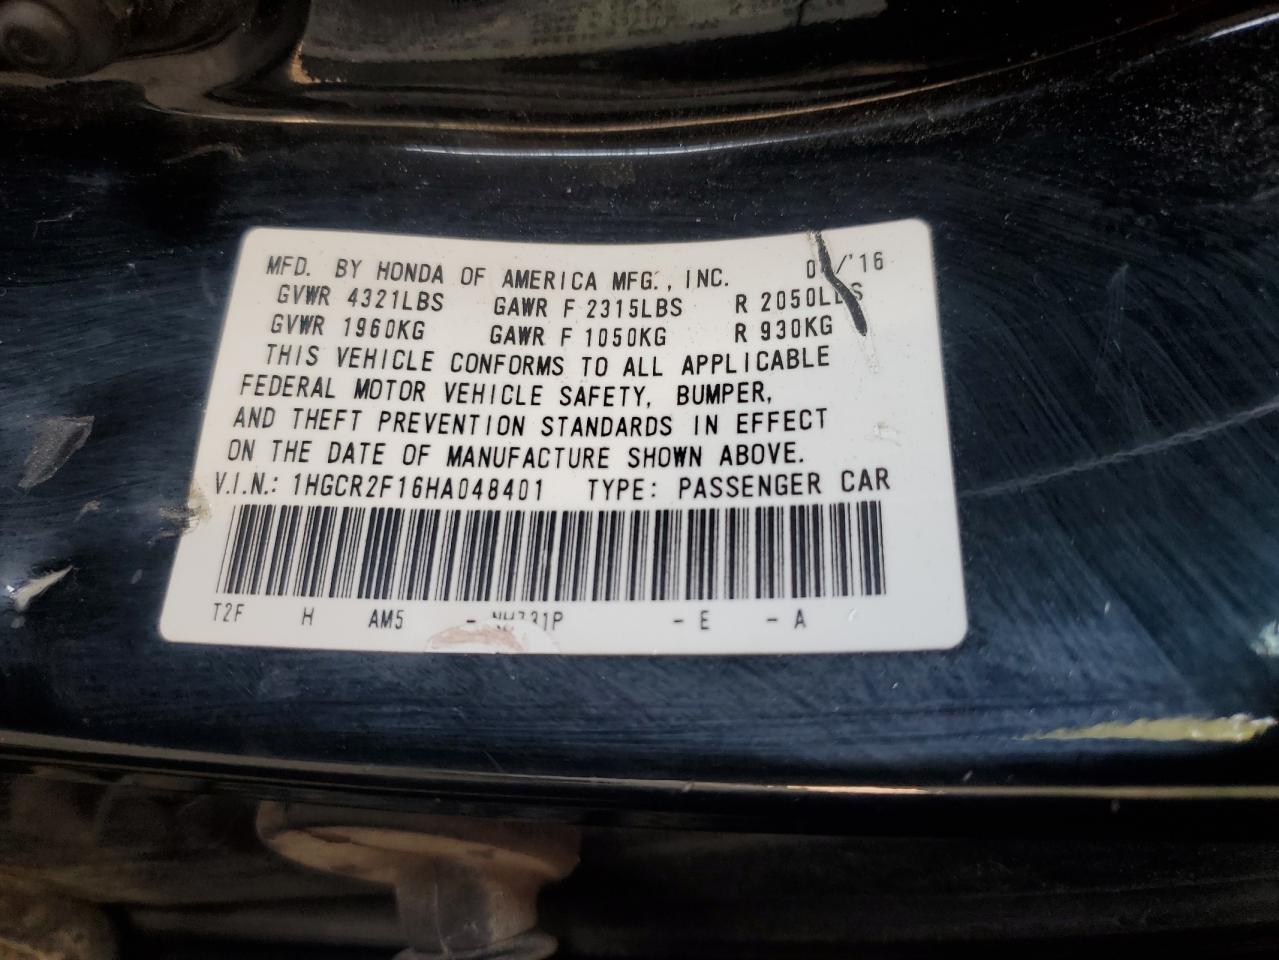 MFD. BY HONDA OF AMERICA MFG., INC. /'16
GVWR 4321LBS GAWR F 2315LBS R 2050LBS
GVWR 1960KG GAWR F 1050KG R 930KG
THIS VEHICLE CONFORMS TO ALL APPLICABLE
FEDERAL MOTOR VEHICLE SAFETY, BUMPER,
AND THEFT PREVENTION STANDARDS IN EFFECT
ON THE DATE OF MANUFACTURE SHOWN ABOVE.
V.I.N.: 1HGCR2F16HA048401 TYPE: PASSENGER CAR
T2F H AM5 - NH731P - E - A